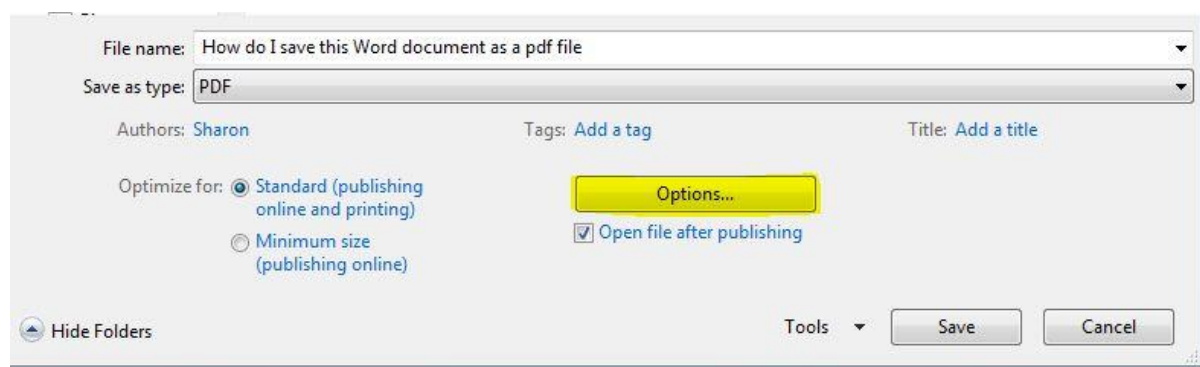 File name: How do I save this Word document as a pdf file
Save as type: PDF
Authors: Sharon Tags: Add a tag Title: Add a title
Optimize for: Standard (publishing
online and printing)
Options...
Open file after publishing
Minimum size
(publishing online)
Hide Folders Tools Save Cancel